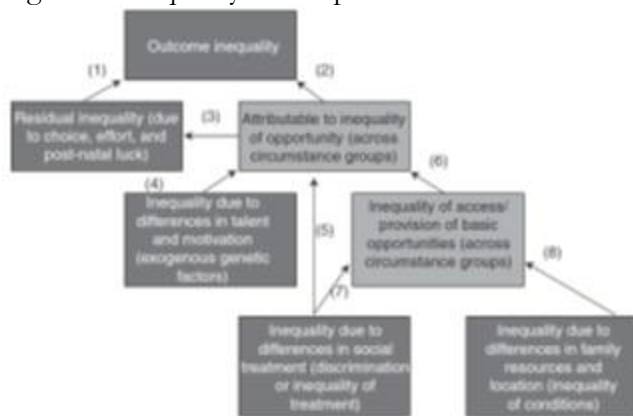 Outcome inequality
(1)
(2)
Residual inequality (due
to choice, effort, and
post-natal luck)
(3)
Attributable to inequality
of opportunity (across
circumstance groups)
(4)
(6)
Inequality due to
differences in talent
and motivation
(exogenous genetic
factors)
(5)
Inequality of access/
provision of basic
opportunities (across
circumstance groups)
(7)
(8)
Inequality due to
differences in social
treatment (discrimination
or inequality of
treatment)
Inequality due to
differences in family
resources and
location (inequality
of conditions)